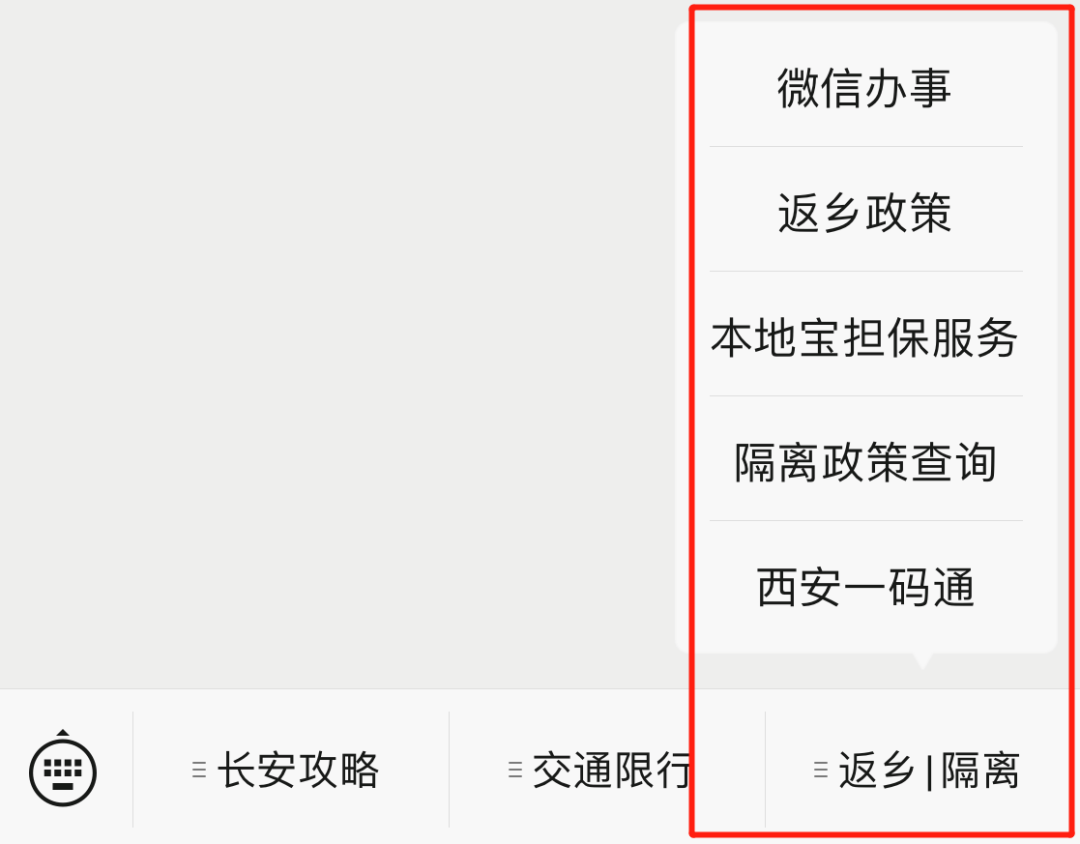 微信办事
返乡政策
本地宝担保服务
隔离政策查询
西安一码通
长安攻略 交通限行 返乡|隔离